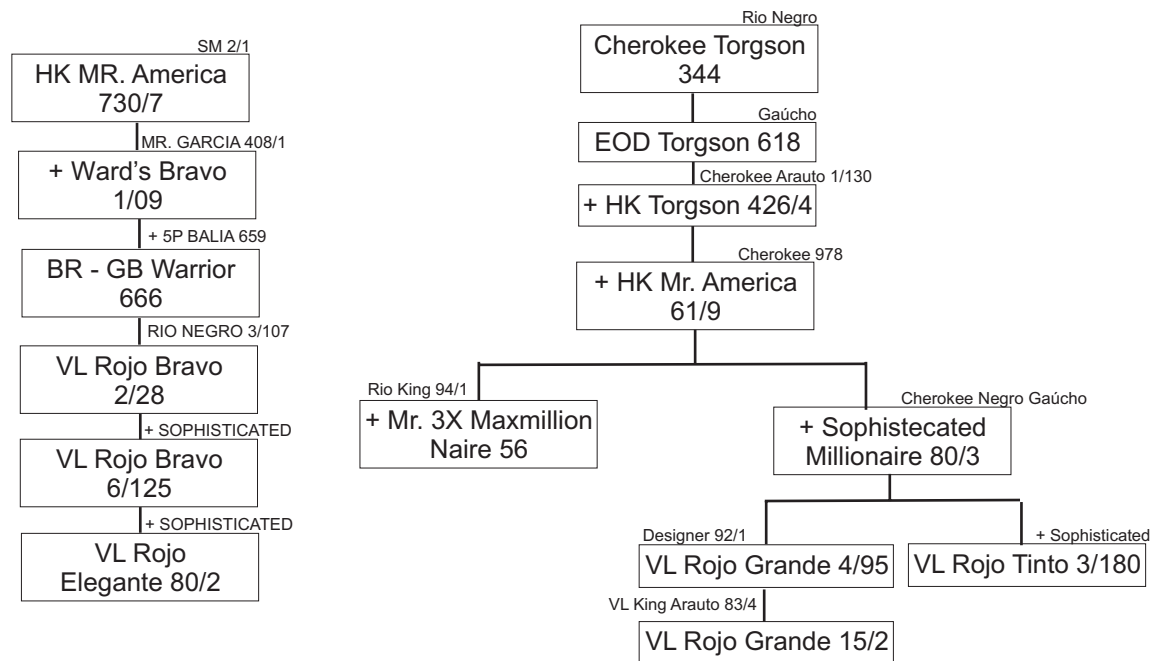 SM 2/1
HK MR. America
730/7
MR. GARCIA 408/1
+ Ward's Bravo
1/09
+ 5P BALIA 659
BR - GB Warrior
666
RIO NEGRO 3/107
VL Rojo Bravo
2/28
+ SOPHISTICATED
VL Rojo Bravo
6/125
+ SOPHISTICATED
VL Rojo
Elegante 80/2
Rio Negro
Cherokee Torgson
344
Gaúcho
EOD Torgson 618
Cherokee Arauto 1/130
+ HK Torgson 426/4
Cherokee 978
+ HK Mr. America
61/9
Rio King 94/1
+ Mr. 3X Maxmillion
Naire 56
Cherokee Negro Gaúcho
+ Sophistecated
Millionaire 80/3
Designer 92/1
VL Rojo Grande 4/95
+ Sophisticated
VL Rojo Tinto 3/180
VL King Arauto 83/4
VL Rojo Grande 15/2